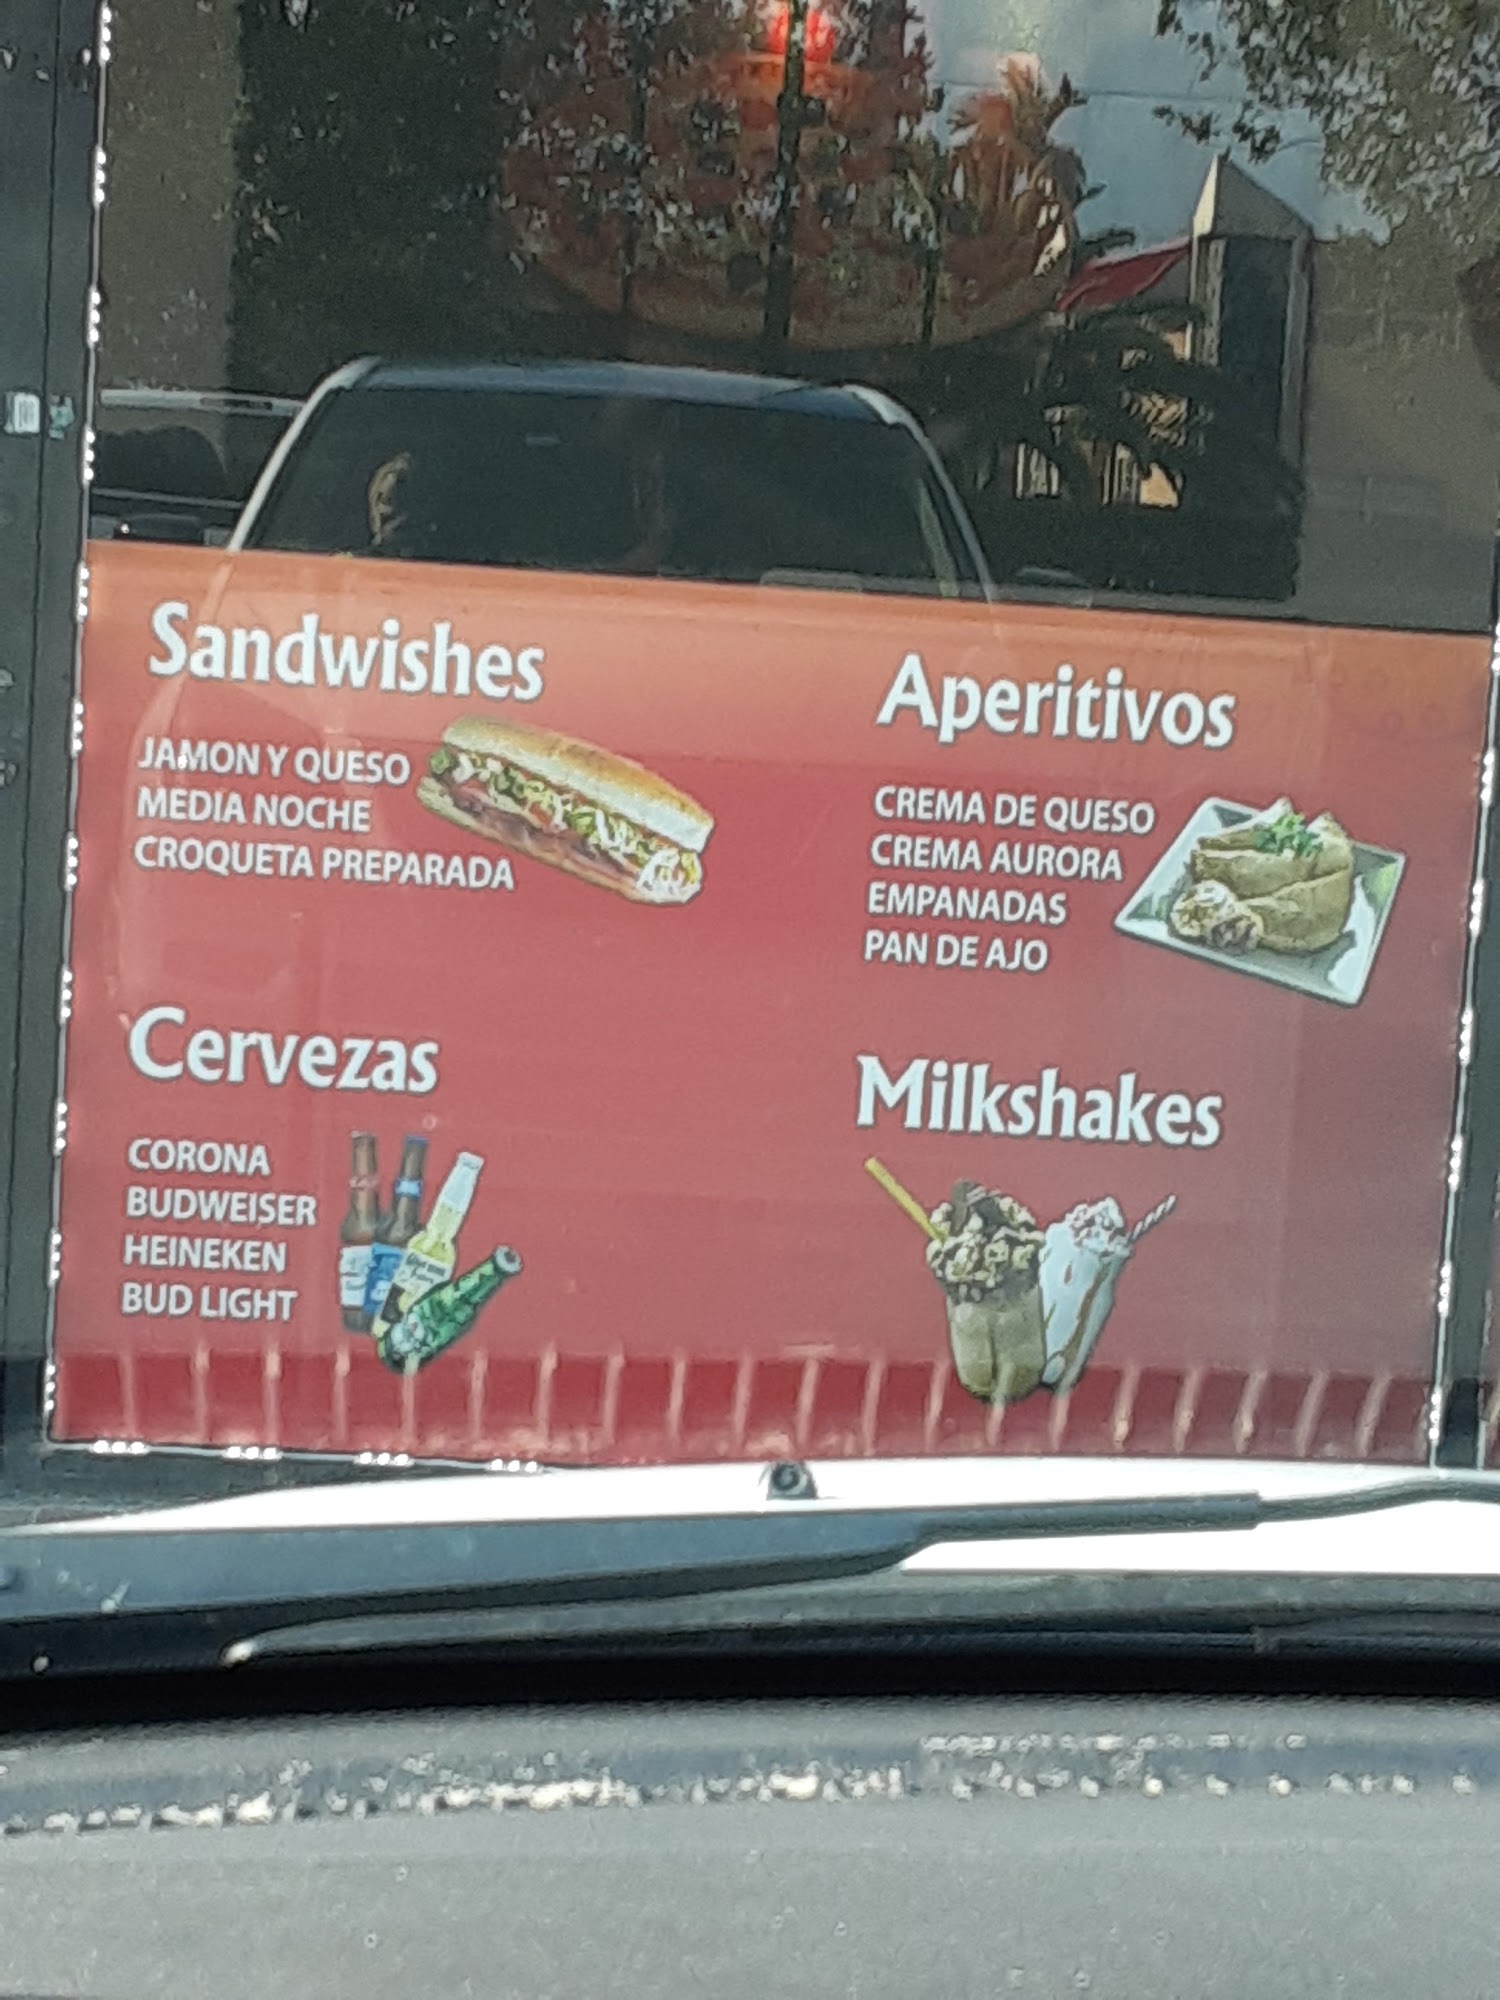 Sandwishes
JAMON Y QUESO
MEDIA NOCHE
CROQUETA PREPARADA
Aperitivos
CREMA DE QUESO
CREMA AURORA
EMPANADAS
PAN DE AJO
Cervezas
CORONA
BUDWEISER
HEINEKEN
BUD LIGHT
Milkshakes